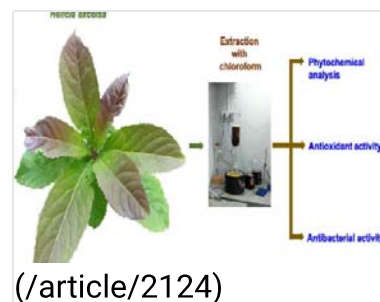 Extraction
with
chloroform
Phytochemical
analysis
Antioxidant activity
Antibacterial activity
(/article/2124)